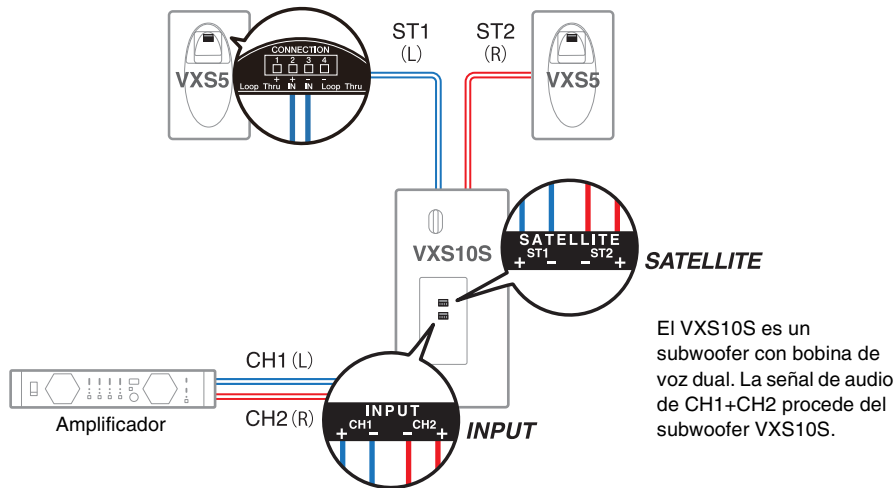 ST1
(L)
ST2
(R)
CONNECTION
1 2 3 4
+ + − −
Loop Thru IN IN Loop Thru
VXS5
VXS5
VXS10S
SATELLITE
ST1 ST2
+ − − +
SATELLITE
El VXS10S es un
subwoofer con bobina de
voz dual. La señal de audio
de CH1+CH2 procede del
subwoofer VXS10S.
CH1 (L)
CH2 (R)
Amplificador
INPUT
CH1 CH2
+ − − +
INPUT